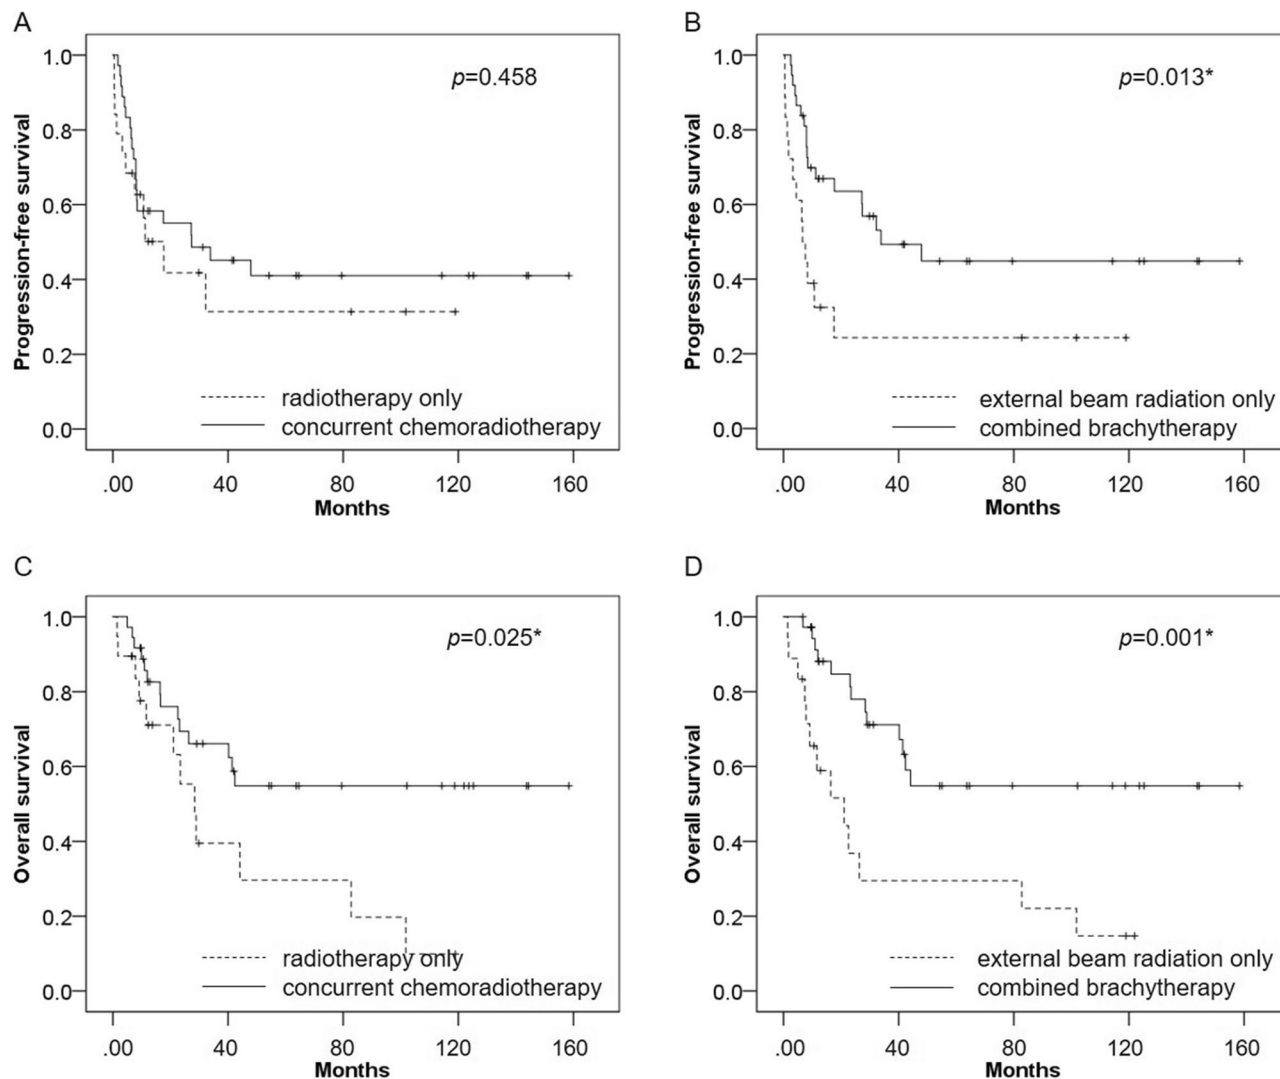 A
Progression-free survival
1.0
0.8
0.6
0.4
0.2
0.0
p=0.458
radiotherapy only
concurrent chemoradiotherapy
.00 40 80 120 160
Months
B
Progression-free survival
1.0
0.8
0.6
0.4
0.2
0.0
p=0.013*
external beam radiation only
combined brachytherapy
.00 40 80 120 160
Months
C
Overall survival
1.0
0.8
0.6
0.4
0.2
0.0
p=0.025*
radiotherapy only
concurrent chemoradiotherapy
.00 40 80 120 160
Months
D
Overall survival
1.0
0.8
0.6
0.4
0.2
0.0
p=0.001*
external beam radiation only
combined brachytherapy
.00 40 80 120 160
Months